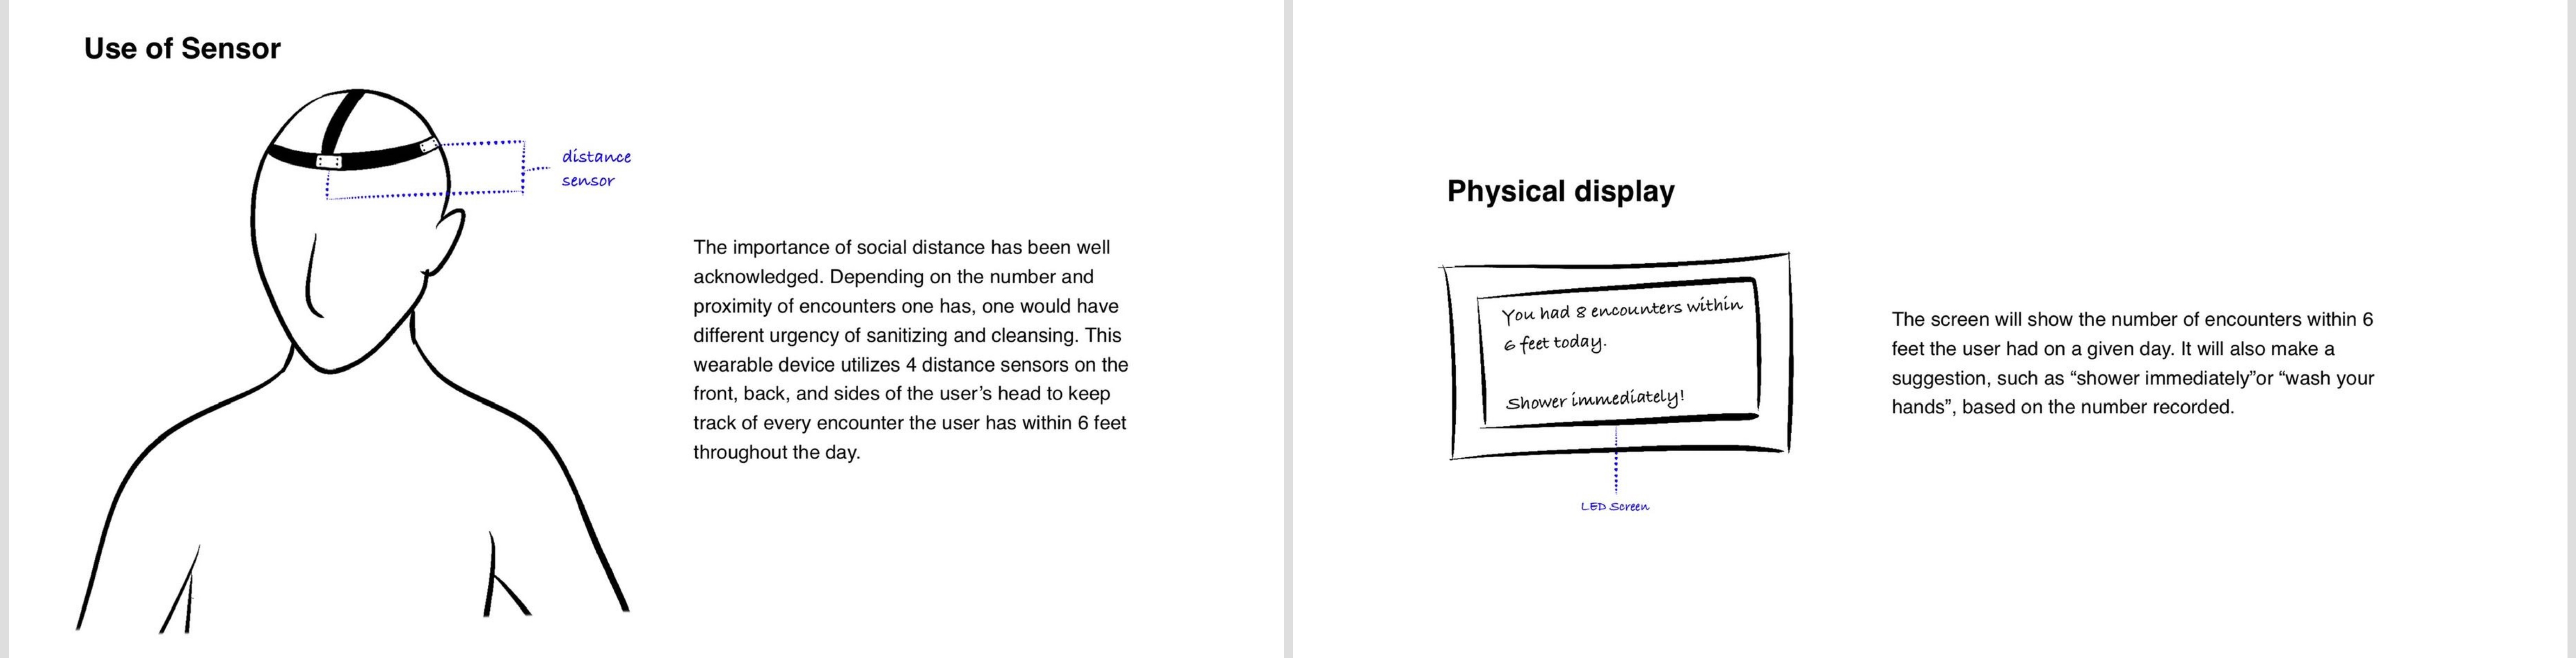 Use of Sensor
distance
sensor
The importance of social distance has been well
acknowledged. Depending on the number and
proximity of encounters one has, one would have
different urgency of sanitizing and cleansing. This
wearable device utilizes 4 distance sensors on the
front, back, and sides of the user’s head to keep
track of every encounter the user has within 6 feet
throughout the day.
Physical display
You had 8 encounters within
6 feet today.
Shower immediately!
LED Screen
The screen will show the number of encounters within 6
feet the user had on a given day. It will also make a
suggestion, such as “shower immediately”or “wash your
hands”, based on the number recorded.